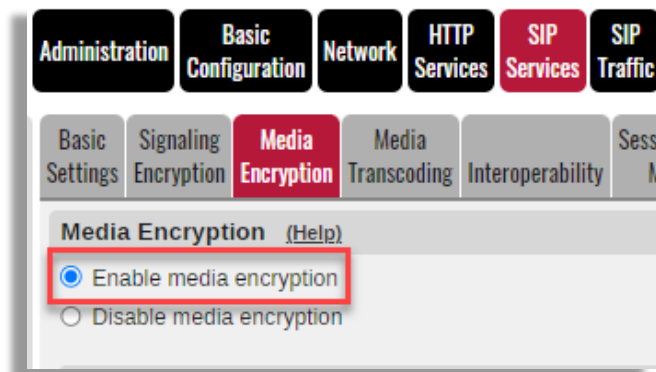 Administration Basic Configuration Network HTTP Services SIP Services SIP Traffic
Basic Settings Signaling Encryption Media Encryption Media Transcoding Interoperability
Media Encryption (Help)
Enable media encryption
Disable media encryption